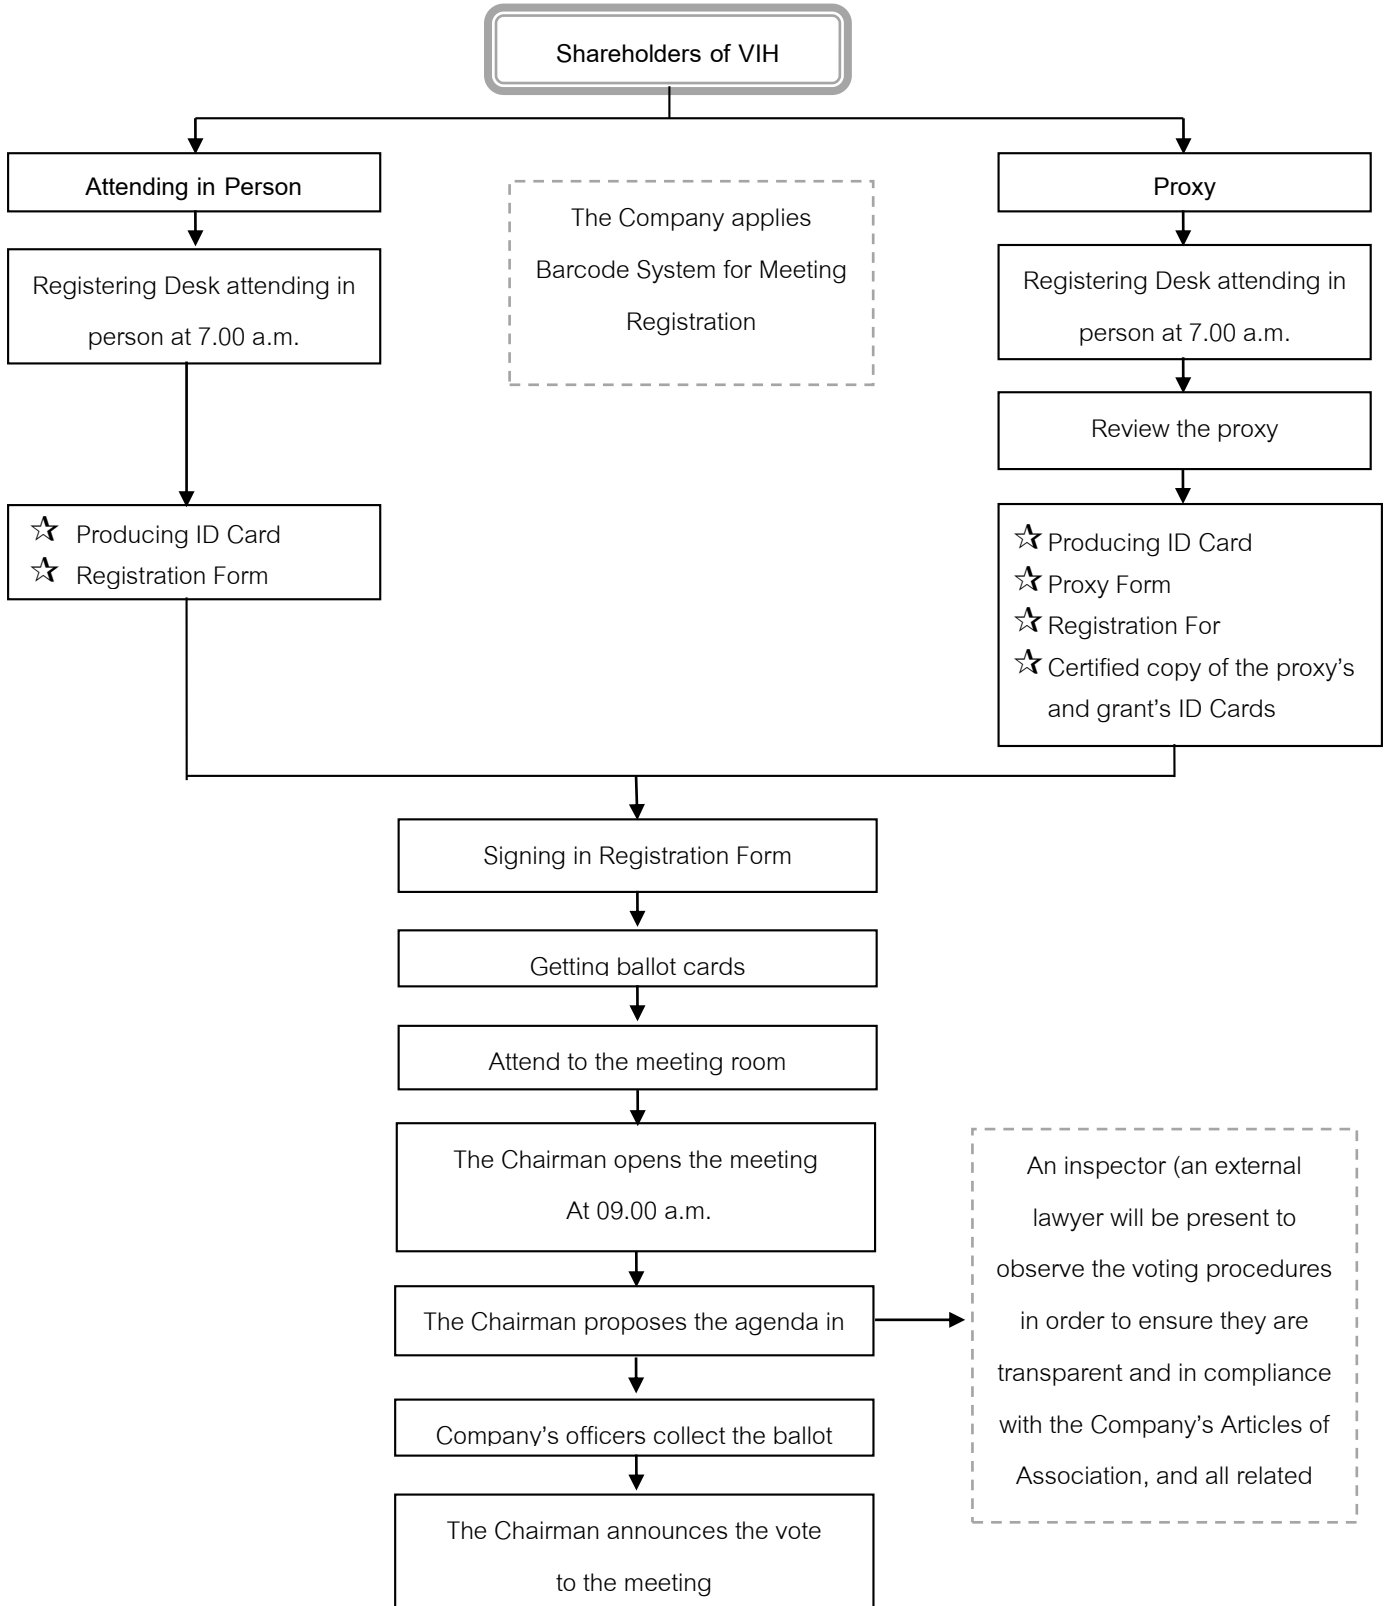 Shareholders of VIH
Attending in Person
Proxy
The Company applies
Barcode System for Meeting
Registration
Registering Desk attending in
person at 7.00 a.m.
Registering Desk attending in
person at 7.00 a.m.
Review the proxy
Producing ID Card
Registration Form
Producing ID Card
Proxy Form
Registration For
Certified copy of the proxy’s
and grant’s ID Cards
Signing in Registration Form
Getting ballot cards
Attend to the meeting room
The Chairman opens the meeting
At 09.00 a.m.
The Chairman proposes the agenda in
An inspector (an external
lawyer will be present to
observe the voting procedures
in order to ensure they are
transparent and in compliance
with the Company’s Articles of
Association, and all related
Company’s officers collect the ballot
The Chairman announces the vote
to the meeting